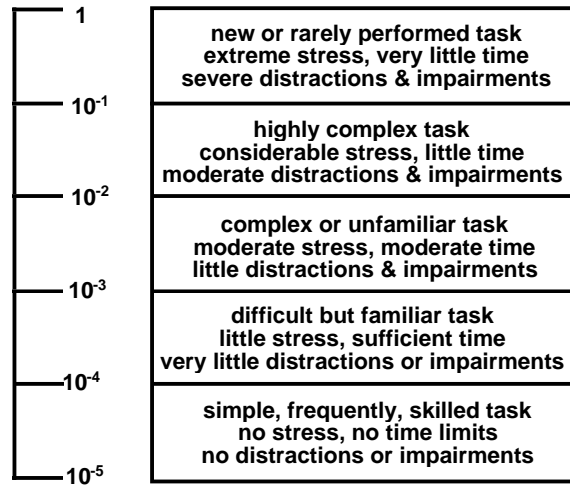 1
new or rarely performed task
extreme stress, very little time
severe distractions & impairments
10⁻¹
highly complex task
considerable stress, little time
moderate distractions & impairments
10⁻²
complex or unfamiliar task
moderate stress, moderate time
little distractions & impairments
10⁻³
difficult but familiar task
little stress, sufficient time
very little distractions or impairments
10⁻⁴
simple, frequently, skilled task
no stress, no time limits
no distractions or impairments
10⁻⁵